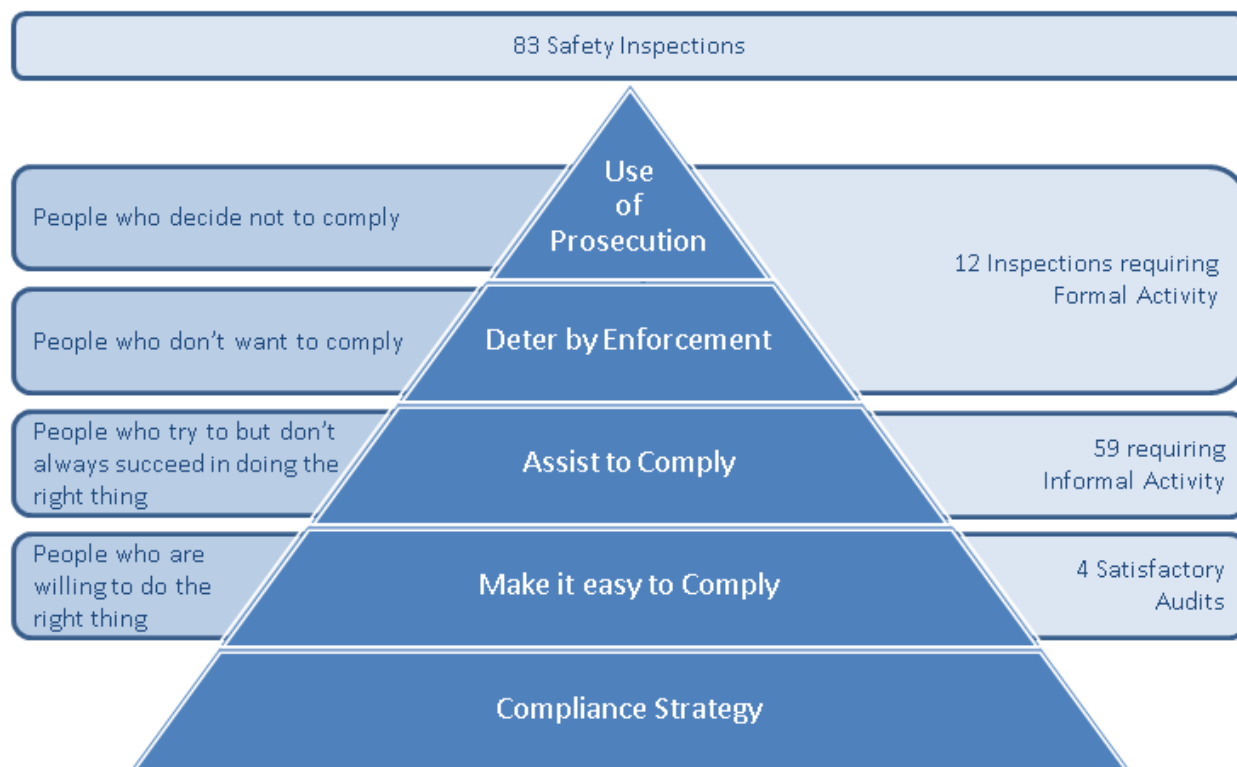 83 Safety Inspections
Use
of
Prosecution
People who decide not to comply
12 Inspections requiring
Formal Activity
People who don't want to comply
Deter by Enforcement
People who try to but don't
always succeed in doing the
right thing
Assist to Comply
59 requiring
Informal Activity
People who are
willing to do the
right thing
Make it easy to Comply
4 Satisfactory
Audits
Compliance Strategy